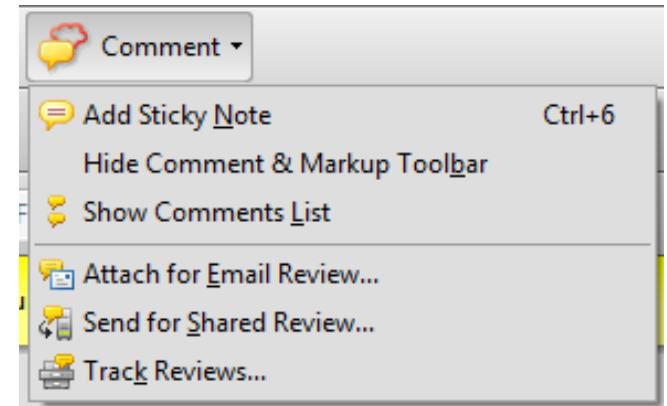 Comment
Add Sticky Note Ctrl+6
Hide Comment & Markup Toolbar
Show Comments List
Attach for Email Review...
Send for Shared Review...
Track Reviews...